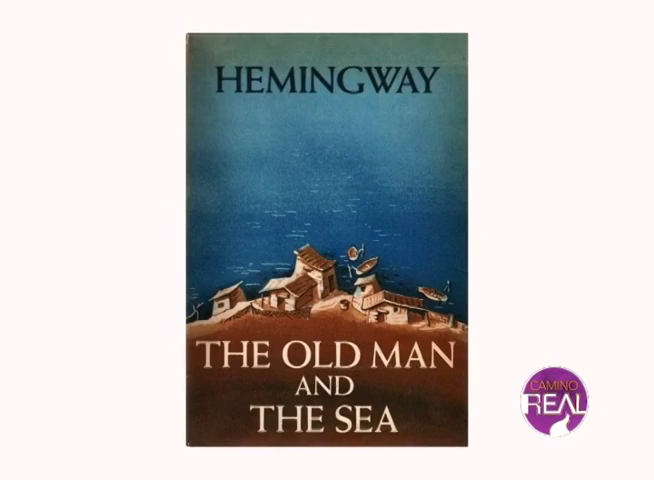 HEMINGWAY
THE OLD MAN
AND
THE SEA
CAMINO
REAL